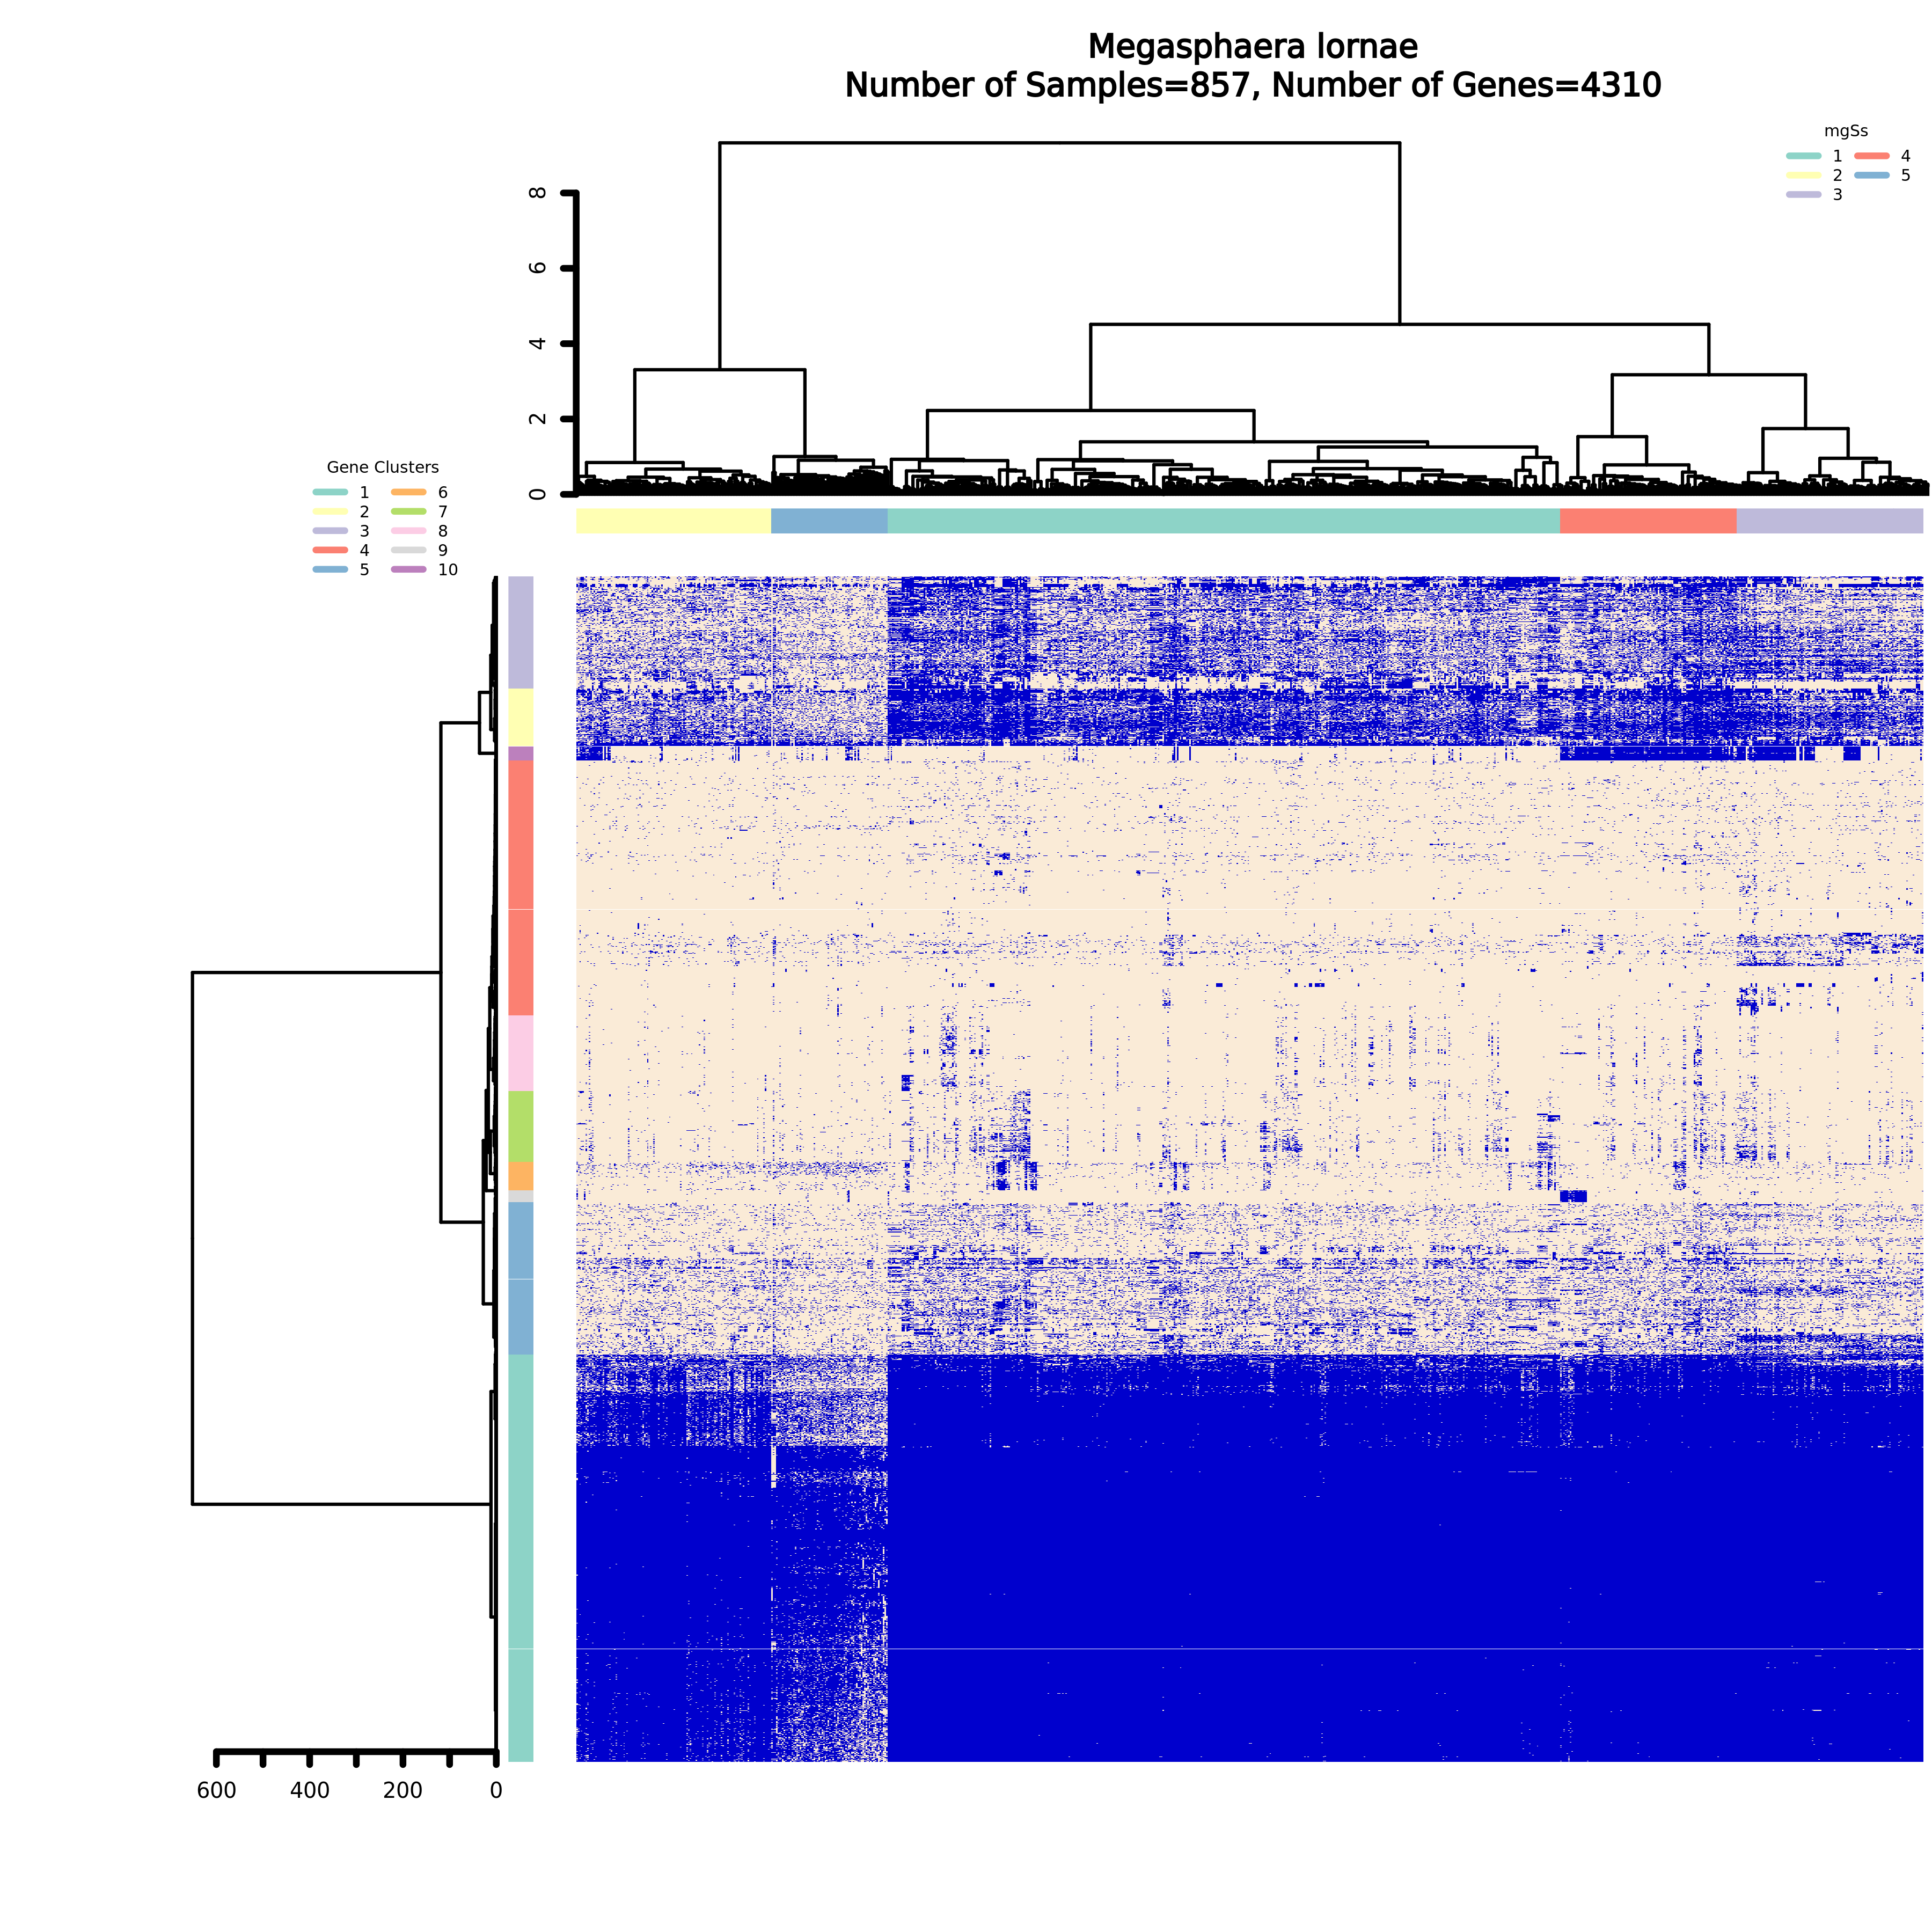 Megasphaera lornae
Number of Samples=857, Number of Genes=4310
mgSs
1 4
2 5
3
8
6
4
2
0
Gene Clusters
1 6
2 7
3 8
4 9
5 10
600 400 200 0